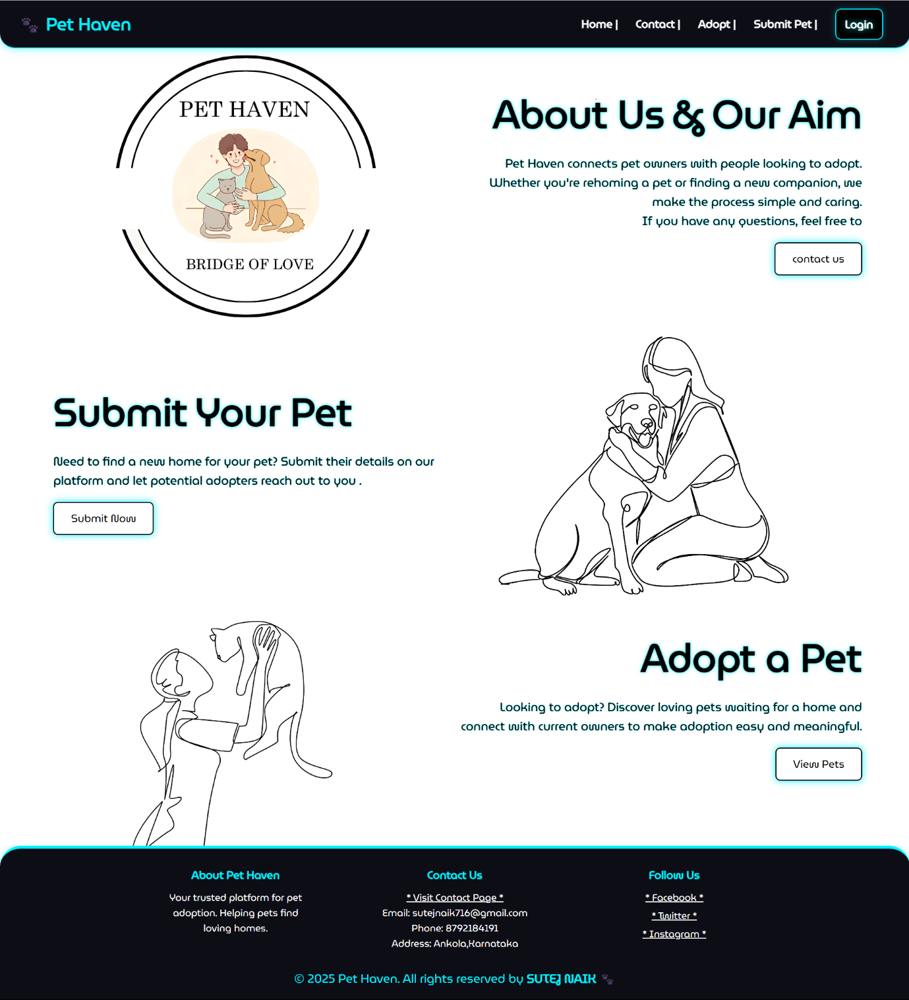 Pet Haven
Home |
Contact |
Adopt |
Submit Pet |
Login
PET HAVEN
BRIDGE OF LOVE
About Us & Our Aim
Pet Haven connects pet owners with people looking to adopt.
Whether you're rehoming a pet or finding a new companion, we
make the process simple and caring.
If you have any questions, feel free to
contact us
Submit Your Pet
Need to find a new home for your pet? Submit their details on our
platform and let potential adopters reach out to you .
Submit Now
Adopt a Pet
Looking to adopt? Discover loving pets waiting for a home and
connect with current owners to make adoption easy and meaningful.
View Pets
About Pet Haven
Your trusted platform for pet
adoption. Helping pets find
loving homes.
Contact Us
* Visit Contact Page *
Email: sutejnaik716@gmail.com
Phone: 8792184191
Address: Ankola,Karnataka
Follow Us
* Facebook *
* Twitter *
* Instagram *
© 2025 Pet Haven. All rights reserved by SUTEJ NAIK